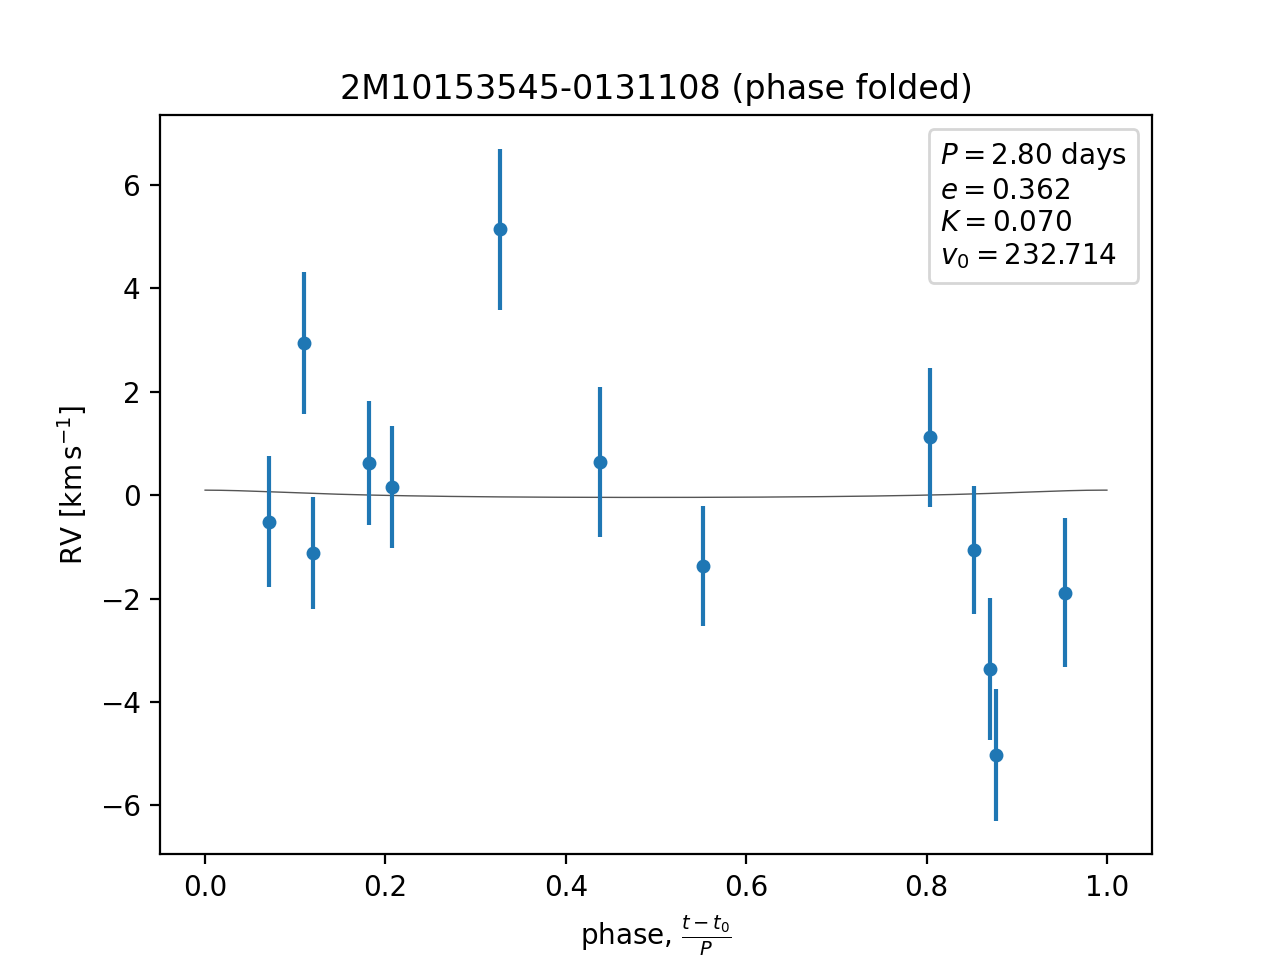 2M10153545-0131108 (phase folded)
P = 2.80 days
e = 0.362
K = 0.070
v₀ = 232.714
RV [km s⁻¹]
6
4
2
0
−2
−4
−6
0.0 0.2 0.4 0.6 0.8 1.0
phase, (t − t₀)/P